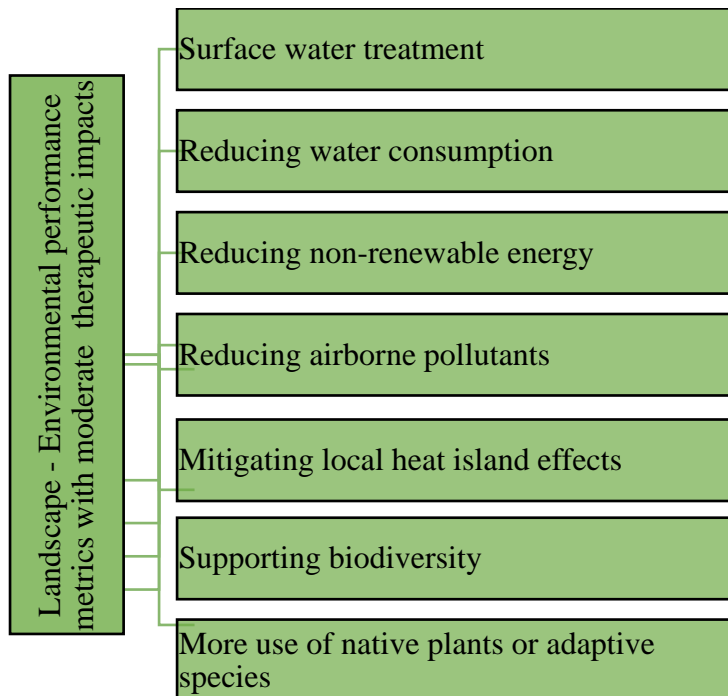 Landscape - Environmental performance
metrics with moderate therapeutic impacts
Surface water treatment
Reducing water consumption
Reducing non-renewable energy
Reducing airborne pollutants
Mitigating local heat island effects
Supporting biodiversity
More use of native plants or adaptive
species